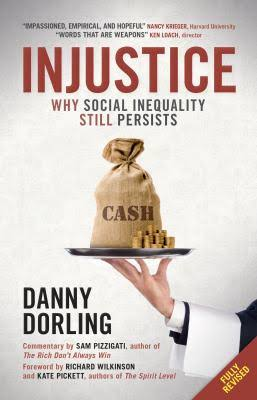 "IMPASSIONED, EMPIRICAL, AND HOPEFUL" NANCY KRIEGER, Harvard University
"WORDS THAT ARE WEAPONS" KEN LOACH, director
INJUSTICE
WHY SOCIAL INEQUALITY
STILL PERSISTS
CASH
DANNY
DORLING
Commentary by SAM PIZZIGATI, author of
The Rich Don't Always Win
Foreword by RICHARD WILKINSON
and KATE PICKETT, authors of The Spirit Level
FULLY
REVISED